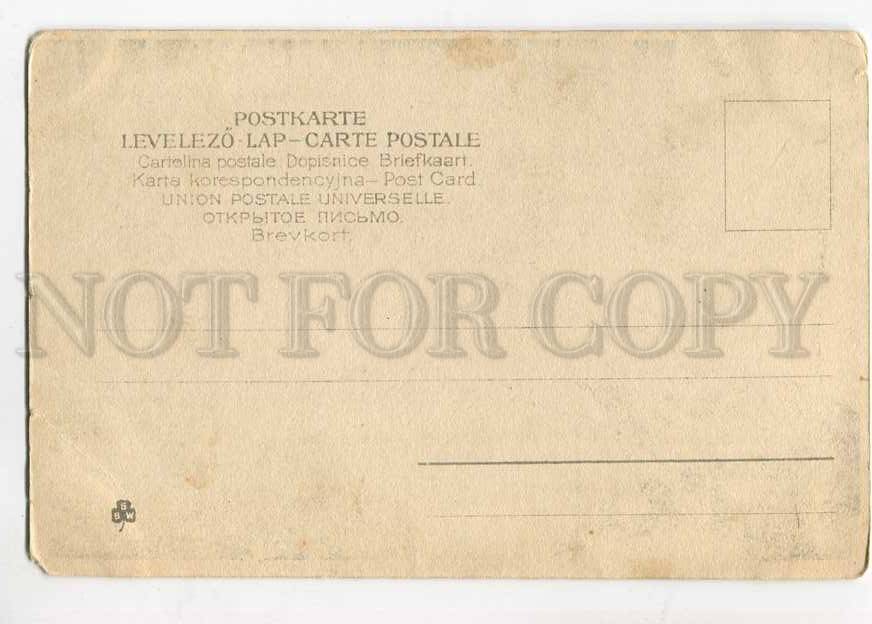 POSTKARTE
LEVELEZŐ-LAP–CARTE POSTALE
Cartolina postale. Dopisnice. Briefkaart.
Karta korespondencyjna–Post Card.
UNION POSTALE UNIVERSELLE.
ОТКРЫТОЕ ПИСЬМО.
Brevkort.
NOT FOR COPY
B
S W